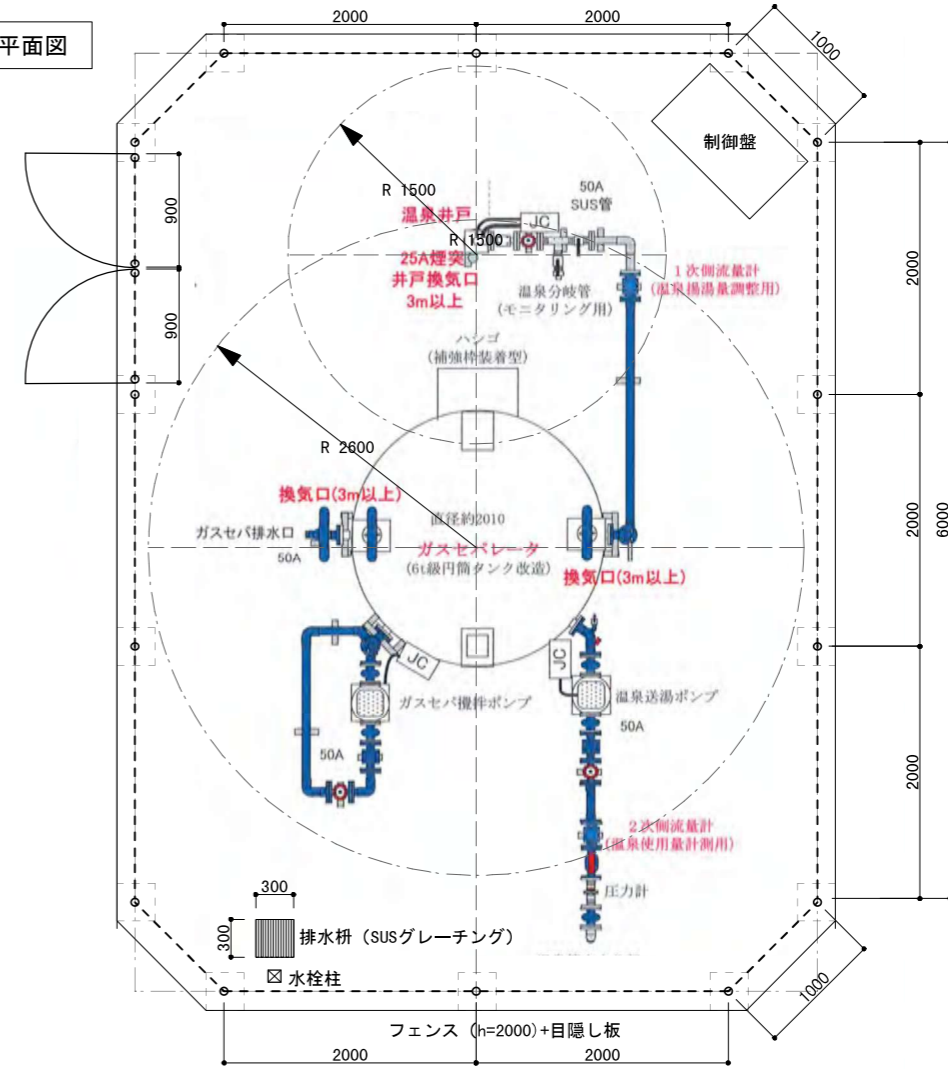 平面図
2000
2000
1000
制御盤
900
900
R 1500
温泉井戸
R 1500
50A
SUS管
JC
25A煙突
井戸換気口
3m以上
温泉分岐管
(モニタリング用)
1次側流量計
(温泉揚湯量調整用)
ハシゴ
(補強枠装着型)
2000
2000
6000
2000
R 2600
換気口(3m以上)
直径約2010
ガスセパ排水口
50A
ガスセパレータ
(6t級円筒タンク改造)
換気口(3m以上)
JC
JC
ガスセパ攪拌ポンプ
温泉送湯ポンプ
50A
50A
2次側流量計
(温泉使用量計測用)
圧力計
300
300
排水枡（SUSグレーチング）
水栓柱
1000
フェンス（h=2000)+目隠し板
2000
2000